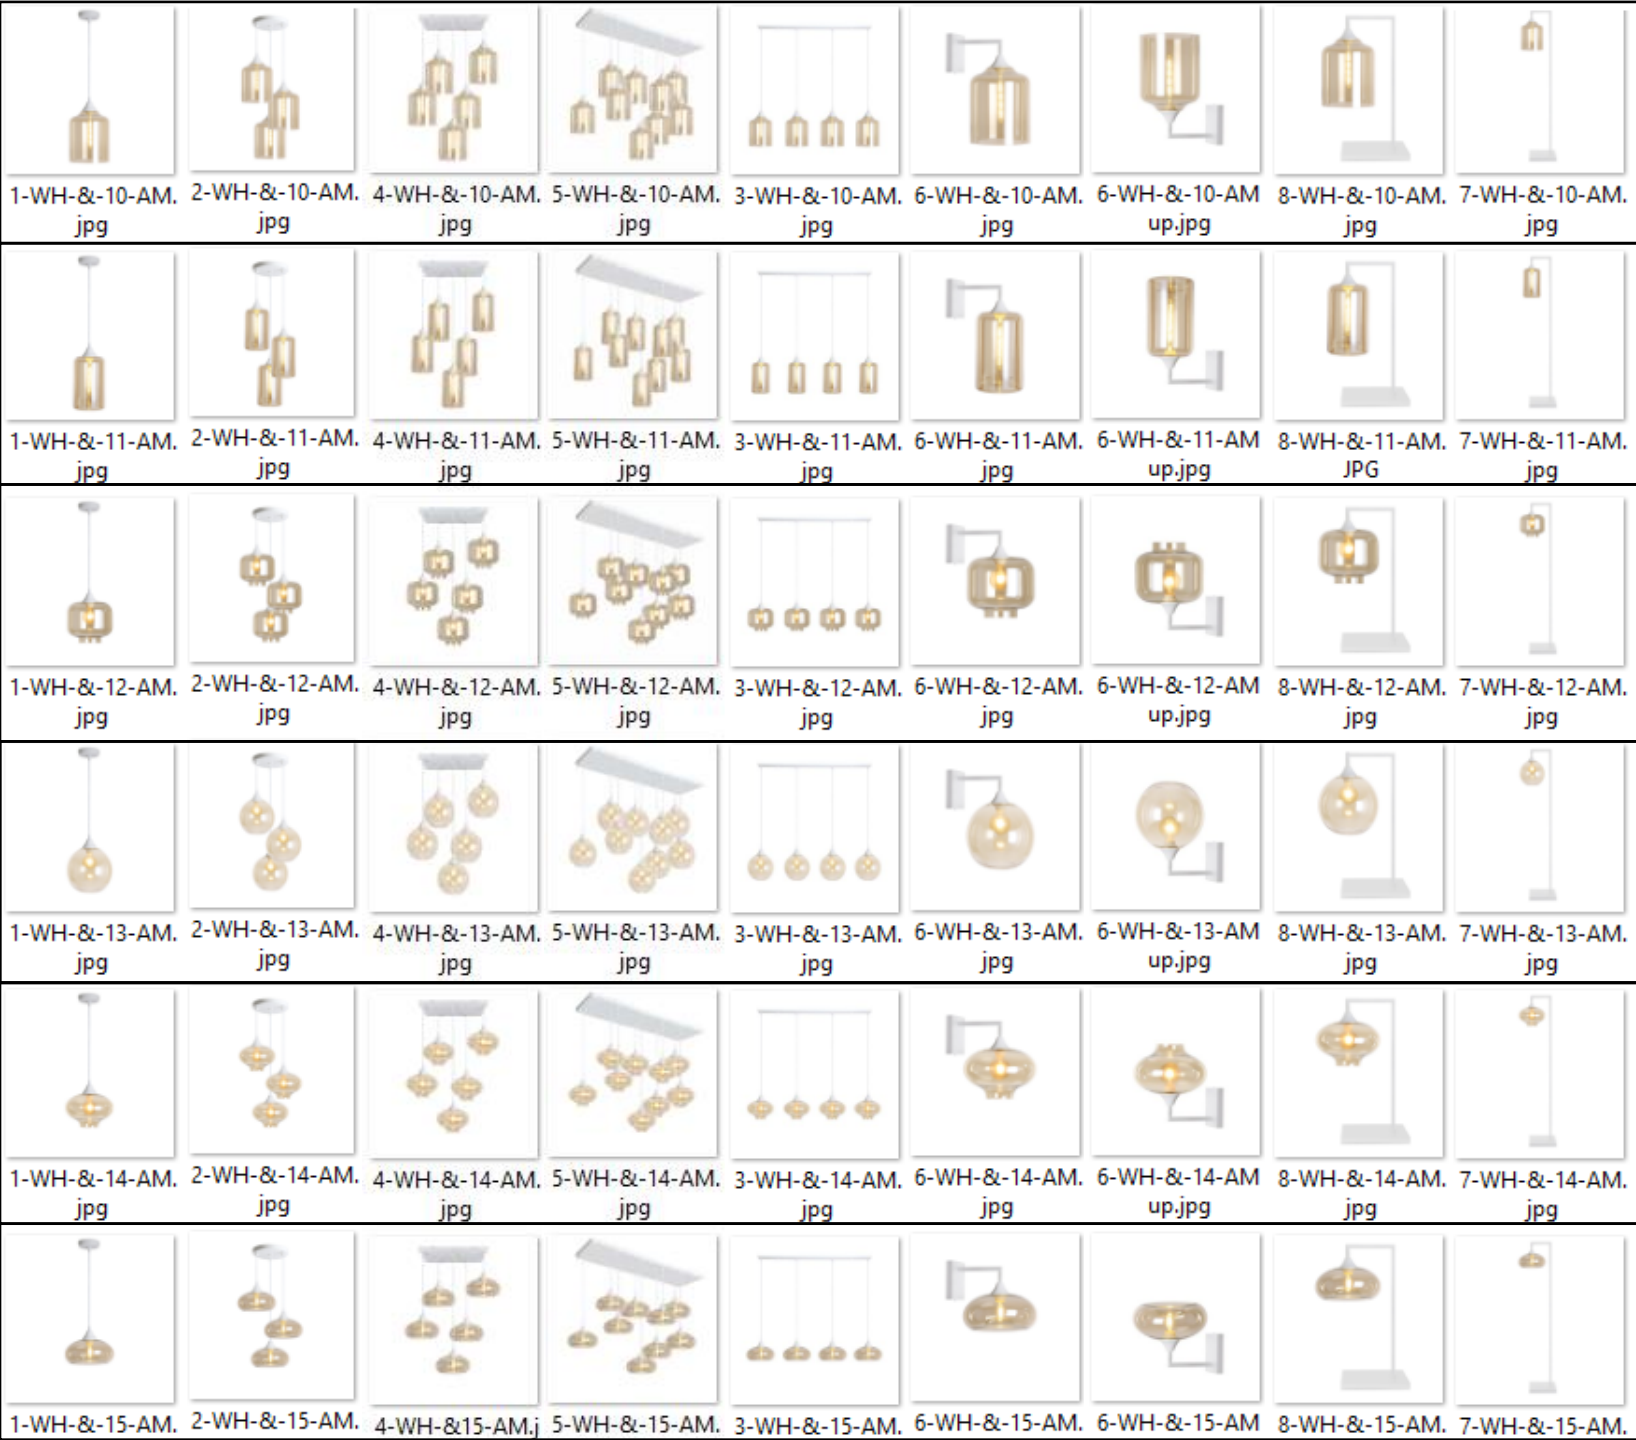 1-WH-&-10-AM. 2-WH-&-10-AM. 4-WH-&-10-AM. 5-WH-&-10-AM. 3-WH-&-10-AM. 6-WH-&-10-AM. 6-WH-&-10-AM 8-WH-&-10-AM. 7-WH-&-10-AM.
jpg jpg jpg jpg jpg jpg up.jpg jpg jpg
1-WH-&-11-AM. 2-WH-&-11-AM. 4-WH-&-11-AM. 5-WH-&-11-AM. 3-WH-&-11-AM. 6-WH-&-11-AM. 6-WH-&-11-AM 8-WH-&-11-AM. 7-WH-&-11-AM.
jpg jpg jpg jpg jpg jpg up.jpg JPG jpg
1-WH-&-12-AM. 2-WH-&-12-AM. 4-WH-&-12-AM. 5-WH-&-12-AM. 3-WH-&-12-AM. 6-WH-&-12-AM. 6-WH-&-12-AM 8-WH-&-12-AM. 7-WH-&-12-AM.
jpg jpg jpg jpg jpg jpg up.jpg jpg jpg
1-WH-&-13-AM. 2-WH-&-13-AM. 4-WH-&-13-AM. 5-WH-&-13-AM. 3-WH-&-13-AM. 6-WH-&-13-AM. 6-WH-&-13-AM 8-WH-&-13-AM. 7-WH-&-13-AM.
jpg jpg jpg jpg jpg jpg up.jpg jpg jpg
1-WH-&-14-AM. 2-WH-&-14-AM. 4-WH-&-14-AM. 5-WH-&-14-AM. 3-WH-&-14-AM. 6-WH-&-14-AM. 6-WH-&-14-AM 8-WH-&-14-AM. 7-WH-&-14-AM.
jpg jpg jpg jpg jpg jpg up.jpg jpg jpg
1-WH-&-15-AM. 2-WH-&-15-AM. 4-WH-&15-AM.j 5-WH-&-15-AM. 3-WH-&-15-AM. 6-WH-&-15-AM. 6-WH-&-15-AM 8-WH-&-15-AM. 7-WH-&-15-AM.